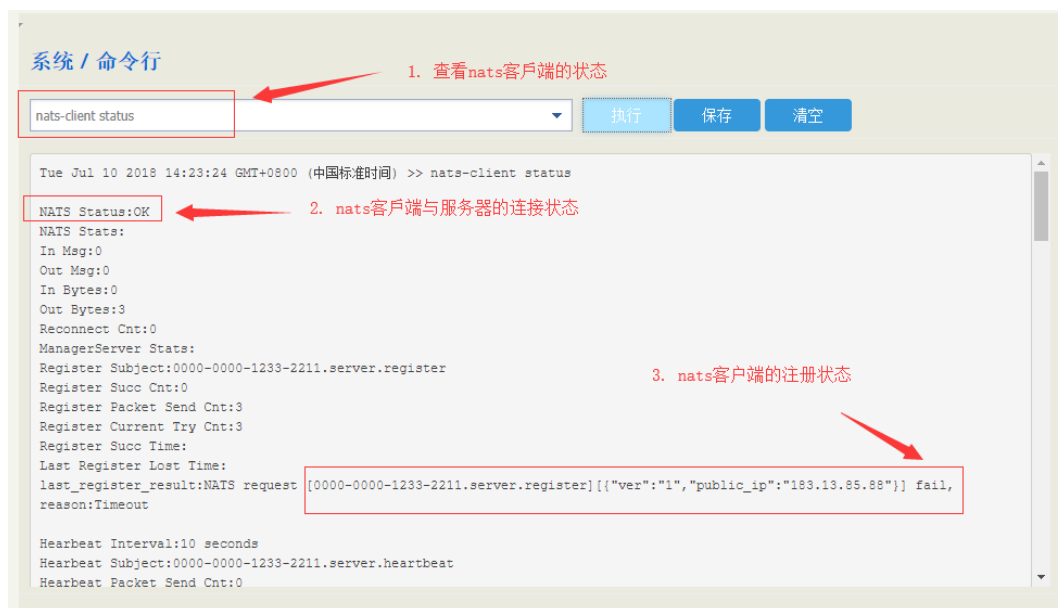 系统 / 命令行
1. 查看nats客戶端的状态
nats-client status
执行
保存
清空
Tue Jul 10 2018 14:23:24 GMT+0800 (中国标准时间) >> nats-client status
NATS Status:OK
2. nats客戶端与服务器的连接状态
NATS Stats:
In Msg:0
Out Msg:0
In Bytes:0
Out Bytes:3
Reconnect Cnt:0
ManagerServer Stats:
Register Subject:0000-0000-1233-2211.server.register
3. nats客户端的注册状态
Register Succ Cnt:0
Register Packet Send Cnt:3
Register Current Try Cnt:3
Register Succ Time:
Last Register Lost Time:
last_register_result:NATS request [0000-0000-1233-2211.server.register][{"ver":"1","public_ip":"183.13.85.88"}] fail,
reason:Timeout
Hearbeat Interval:10 seconds
Hearbeat Subject:0000-0000-1233-2211.server.heartbeat
Hearbeat Packet Send Cnt:0